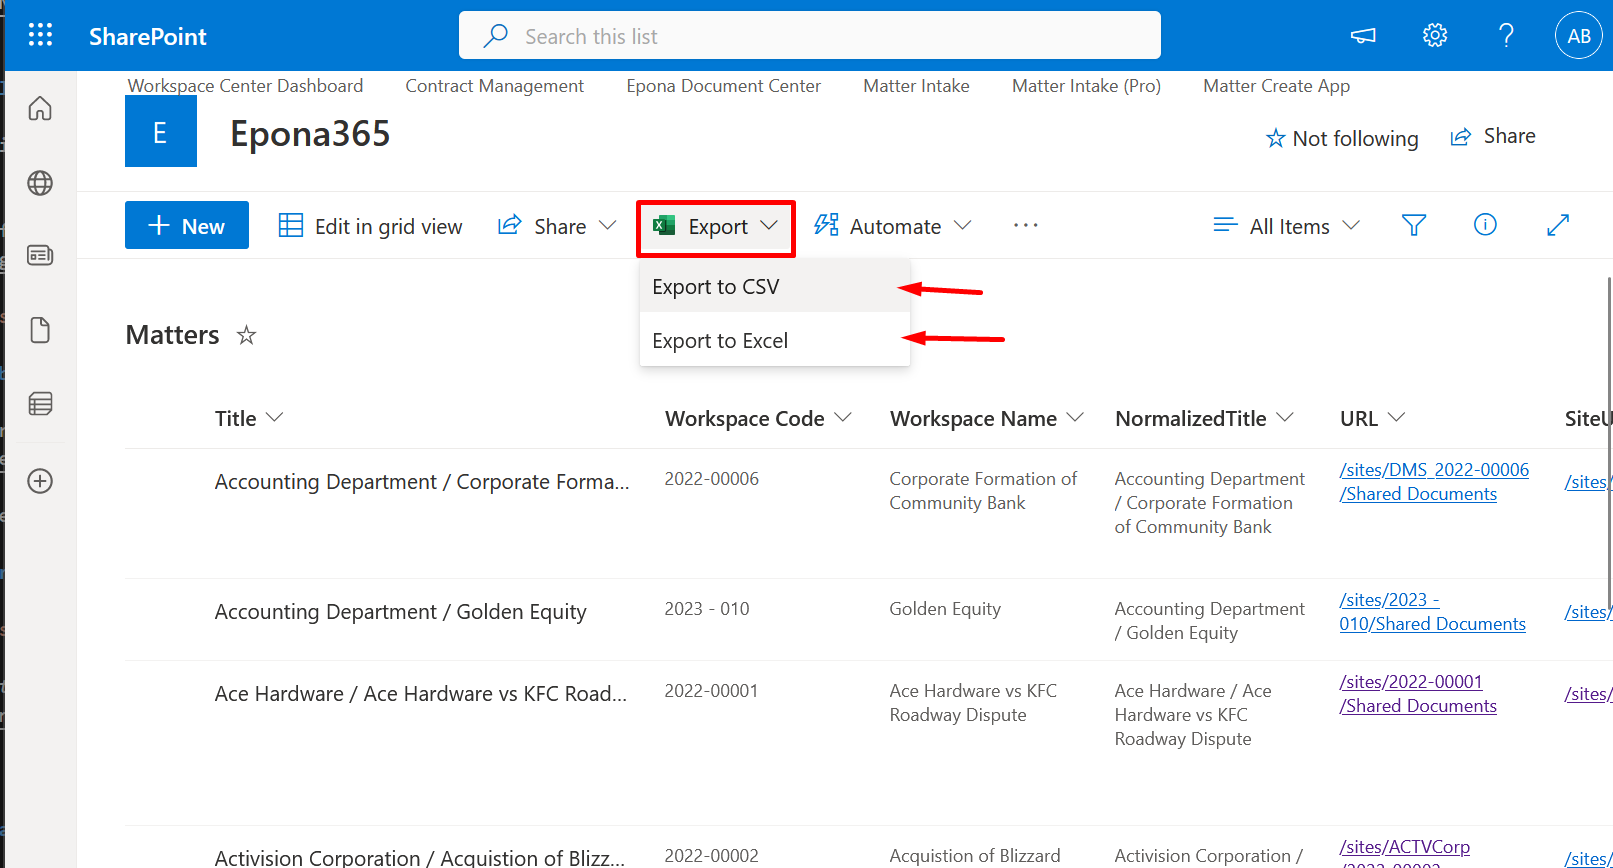 SharePoint
Search this list
AB
Workspace Center Dashboard Contract Management Epona Document Center Matter Intake Matter Intake (Pro) Matter Create App
E
Epona365
Not following
Share
New
Edit in grid view
Share
Export
Automate
All Items
Export to CSV
Export to Excel
Matters
Title Workspace Code Workspace Name NormalizedTitle URL SiteU
Accounting Department / Corporate Forma...
2022-00006
Corporate Formation of
Community Bank
Accounting Department
/ Corporate Formation
of Community Bank
/sites/DMS_2022-00006
/Shared Documents
/sites/
Accounting Department / Golden Equity
2023 - 010
Golden Equity
Accounting Department
/ Golden Equity
/sites/2023 -
010/Shared Documents
/sites/
Ace Hardware / Ace Hardware vs KFC Road...
2022-00001
Ace Hardware vs KFC
Roadway Dispute
Ace Hardware / Ace
Hardware vs KFC
Roadway Dispute
/sites/2022-00001
/Shared Documents
/sites/
Activision Corporation / Acquistion of Blizz...
2022-00002
Acquistion of Blizzard
Activision Corporation /
/sites/ACTVCorp
/sites/